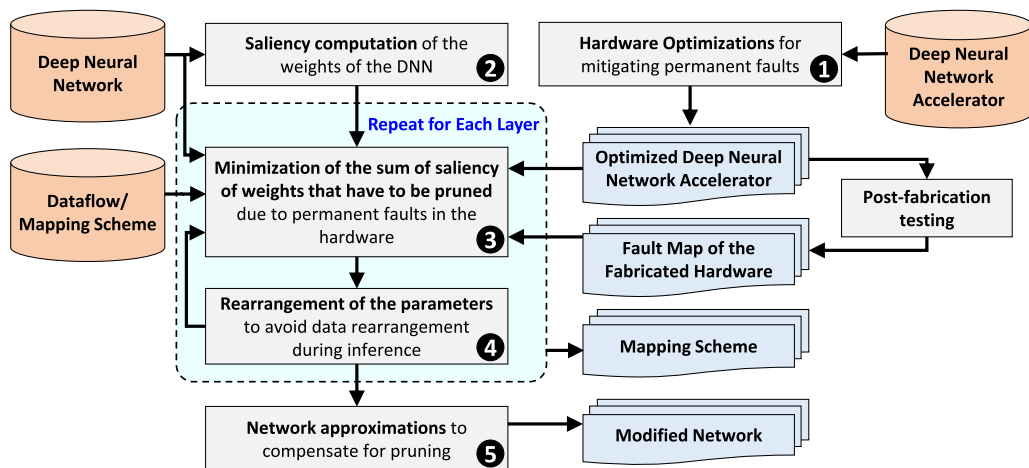 Deep Neural
Network
Saliency computation of the
weights of the DNN
2
Hardware Optimizations for
mitigating permanent faults
1
Deep
Neural
Network
Accelerator
Repeat for Each Layer
Dataflow/
Mapping Scheme
Minimization of the sum of saliency
of weights that have to be pruned
due to permanent faults in the
hardware
3
Optimized Deep Neural
Network Accelerator
Post-fabrication
testing
Fault Map of the
Fabricated Hardware
Rearrangement of the parameters
to avoid data rearrangement
during inference
4
Mapping Scheme
Network approximations to
compensate for pruning
5
Modified Network